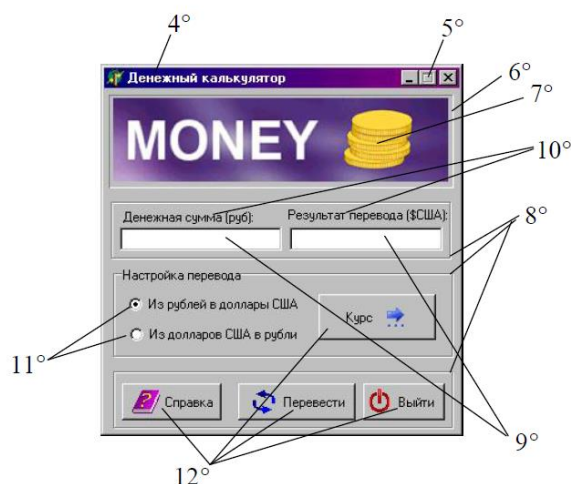 4°
5°
6°
7°
Денежный калькулятор
MONEY
10°
Денежная сумма (руб): Результат перевода ($США):
8°
Настройка перевода
Из рублей в доллары США
Курс
Из долларов США в рубли
11°
Справка Перевести Выйти
9°
12°